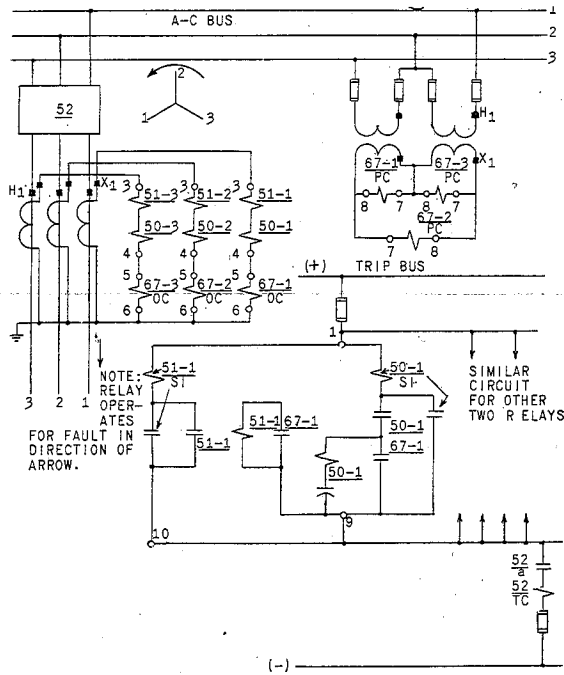 A-C BUS
1
2
3
52
2
1
3
H1
X1
3 51-3
3 51-2
3 51-1
50-3
50-2
50-1
4 4 4
5 5 5
67-3 OC
67-2 OC
67-1 OC
6 6 6
H1
X1
67-1 PC
67-3 PC
8 7 8 7
67-2 PC
7 8
(+) TRIP BUS
1
3 2 1
NOTE:
RELAY
OPER-
ATES
FOR FAULT IN
DIRECTION OF
ARROW.
51-1
SI
51-1
51-1
67-1
50-1
SI
50-1
67-1
50-1
SIMILAR
CIRCUIT
FOR OTHER
TWO RELAYS
10
9
52
a
52
TC
(-)